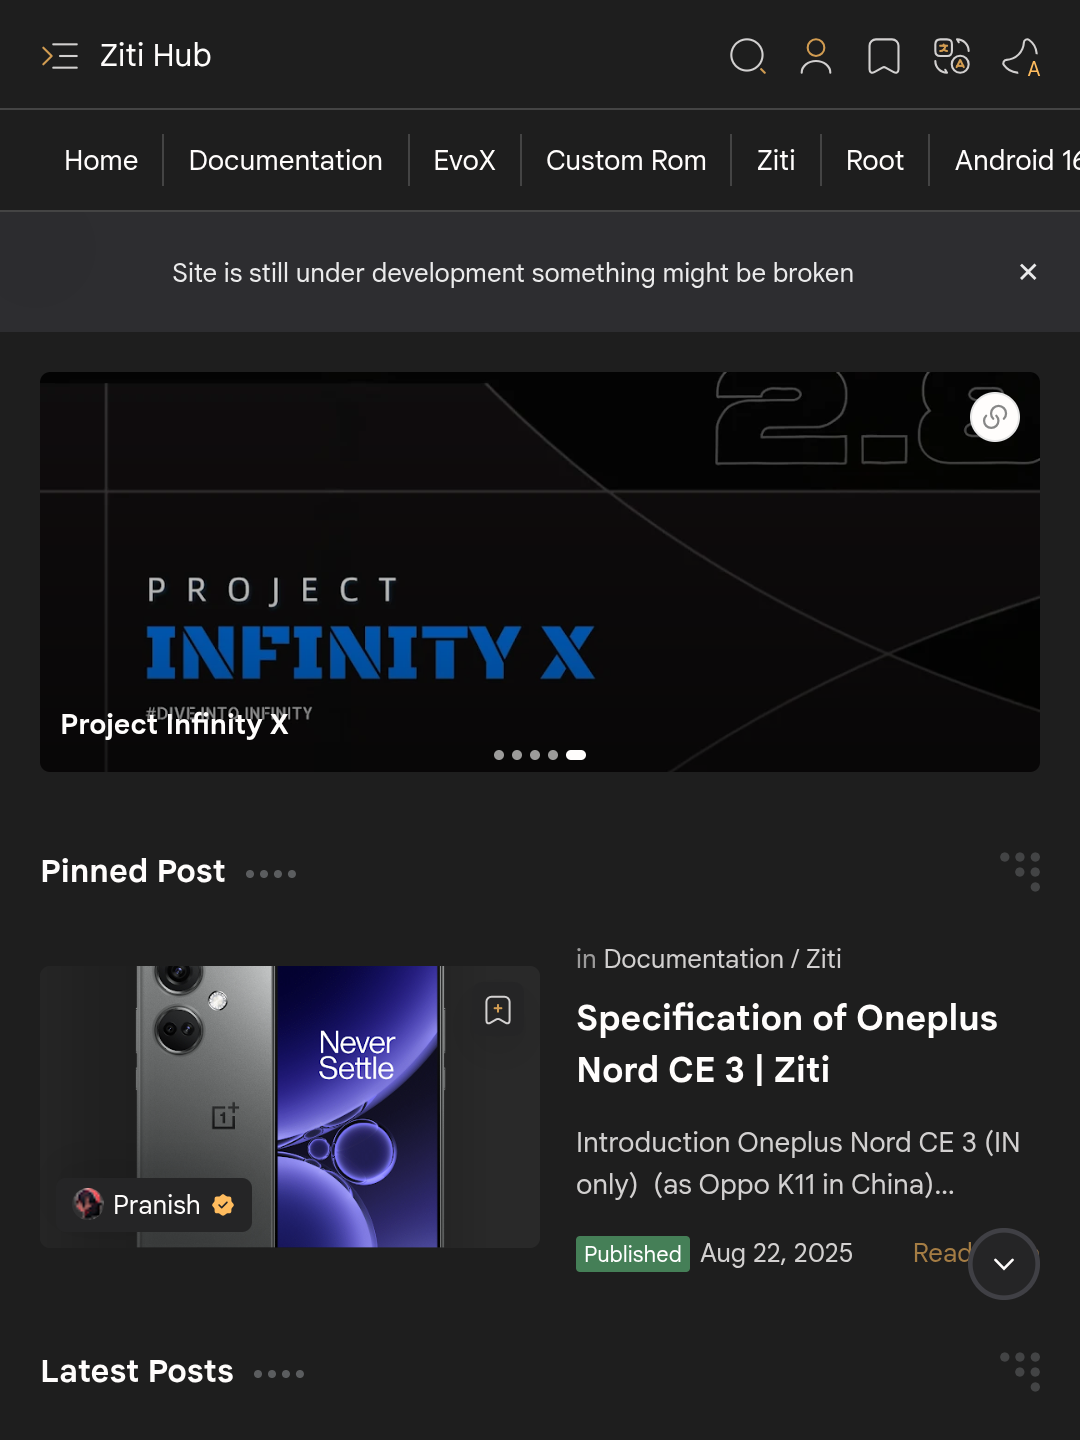 Ziti Hub
Home
Documentation
EvoX
Custom Rom
Ziti
Root
Android 16
Site is still under development something might be broken
2.8
PROJECT
INFINITY X
#DIVE INTO INFINITY
Project Infinity X
Pinned Post
in Documentation / Ziti
Specification of Oneplus
Nord CE 3 | Ziti
Never
Settle
Pranish
Introduction Oneplus Nord CE 3 (IN
only)  (as Oppo K11 in China)...
Published Aug 22, 2025
Read
Latest Posts